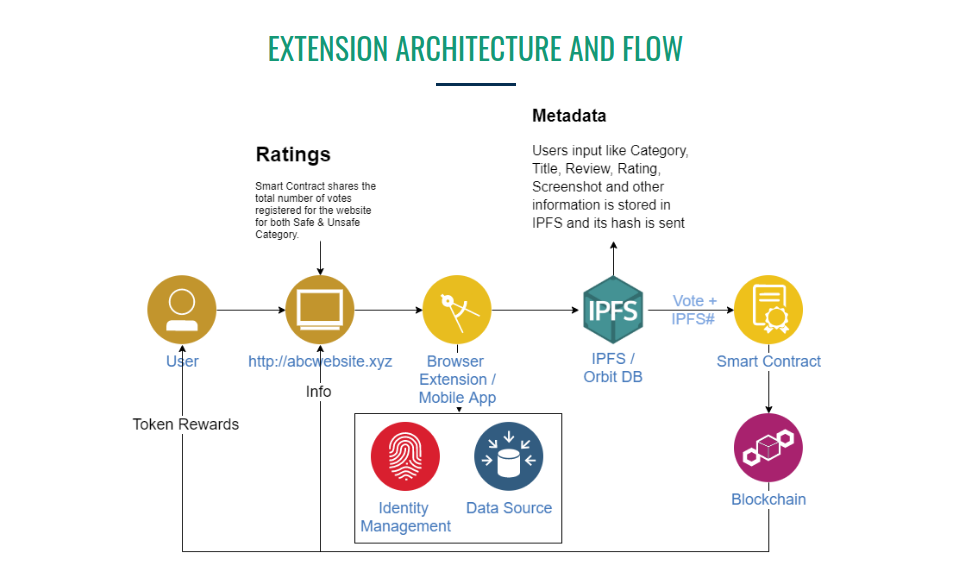 EXTENSION ARCHITECTURE AND FLOW
Metadata
Users input like Category,
Title, Review, Rating,
Screenshot and other
information is stored in
IPFS and its hash is sent
Ratings
Smart Contract shares the
total number of votes
registered for the website
for both Safe & Unsafe
Category.
IPFS
Vote +
IPFS#
User
http://abcwebsite.xyz
Browser
Extension /
Mobile App
IPFS /
Orbit DB
Smart Contract
Info
Token Rewards
Identity
Management
Data Source
Blockchain